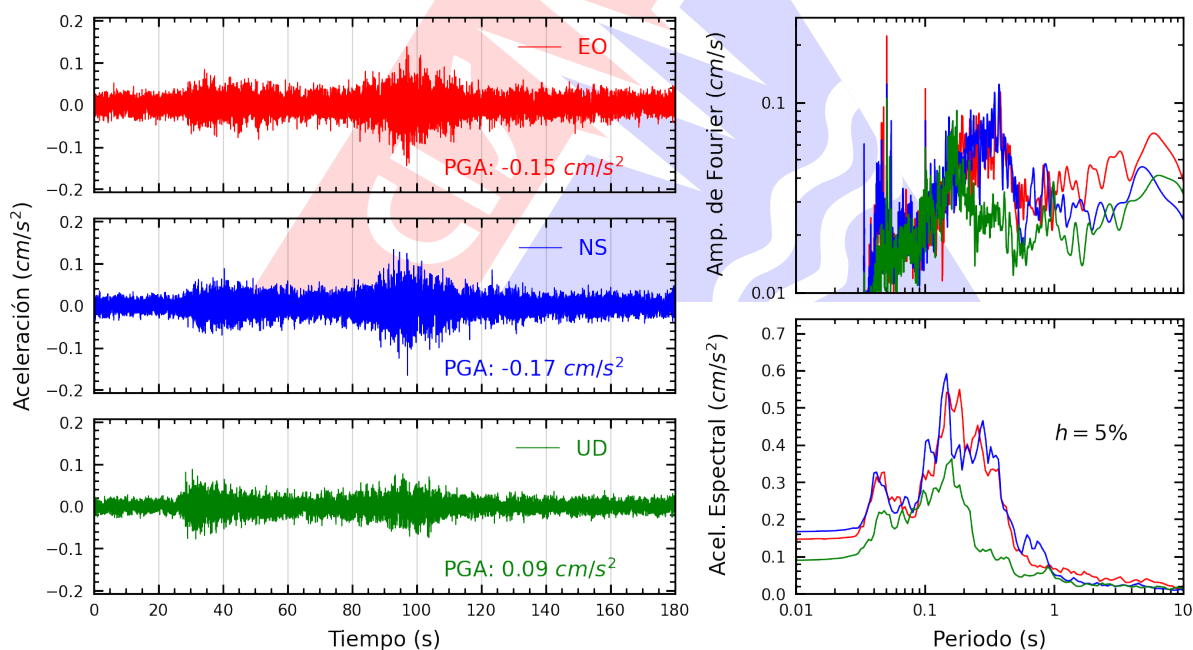 0.2
0.1
0.0
−0.1
−0.2
EO
PGA: -0.15 cm/s²
0.2
0.1
0.0
−0.1
−0.2
NS
PGA: -0.17 cm/s²
0.2
0.1
0.0
−0.1
−0.2
UD
PGA: 0.09 cm/s²
0 20 40 60 80 100 120 140 160 180
Tiempo (s)
Aceleración (cm/s²)
0.1
0.01
Amp. de Fourier (cm/s)
0.7
0.6
0.5
0.4
0.3
0.2
0.1
0.0
h = 5%
Acel. Espectral (cm/s²)
0.01 0.1 1 10
Periodo (s)